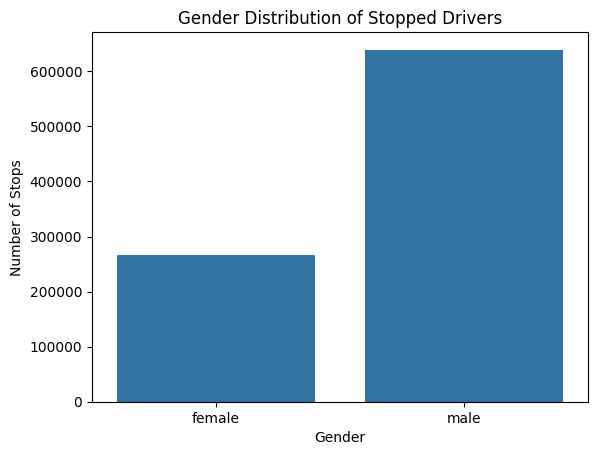 Gender Distribution of Stopped Drivers
600000
500000
400000
300000
200000
100000
0
Number of Stops
female
male
Gender